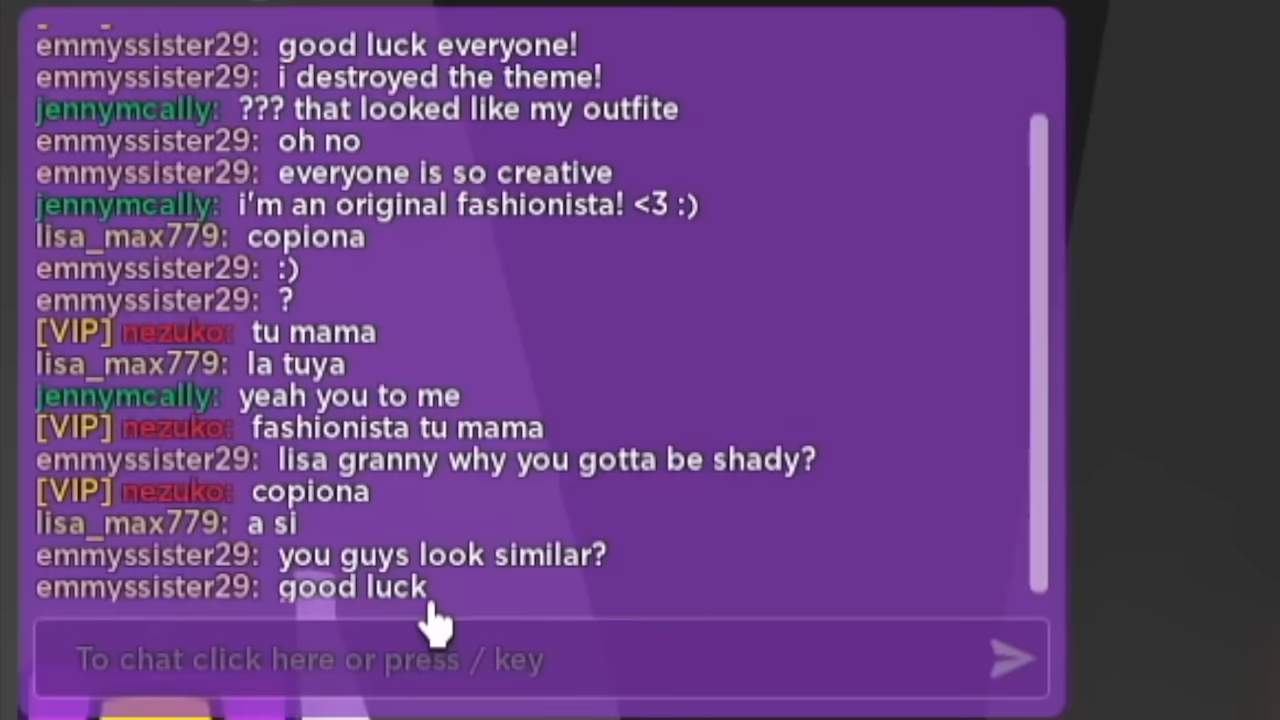 emmyssister29: good luck everyone!
emmyssister29: i destroyed the theme!
jennymcally: ??? that looked like my outfite
emmyssister29: oh no
emmyssister29: everyone is so creative
jennymcally: i'm an original fashionista! <3 :)
lisa_max779: copiona
emmyssister29: :)
emmyssister29: ?
[VIP] nezuko: tu mama
lisa_max779: la tuya
jennymcally: yeah you to me
[VIP] nezuko: fashionista tu mama
emmyssister29: lisa granny why you gotta be shady?
[VIP] nezuko: copiona
lisa_max779: a si
emmyssister29: you guys look similar?
emmyssister29: good luck
To chat click here or press / key